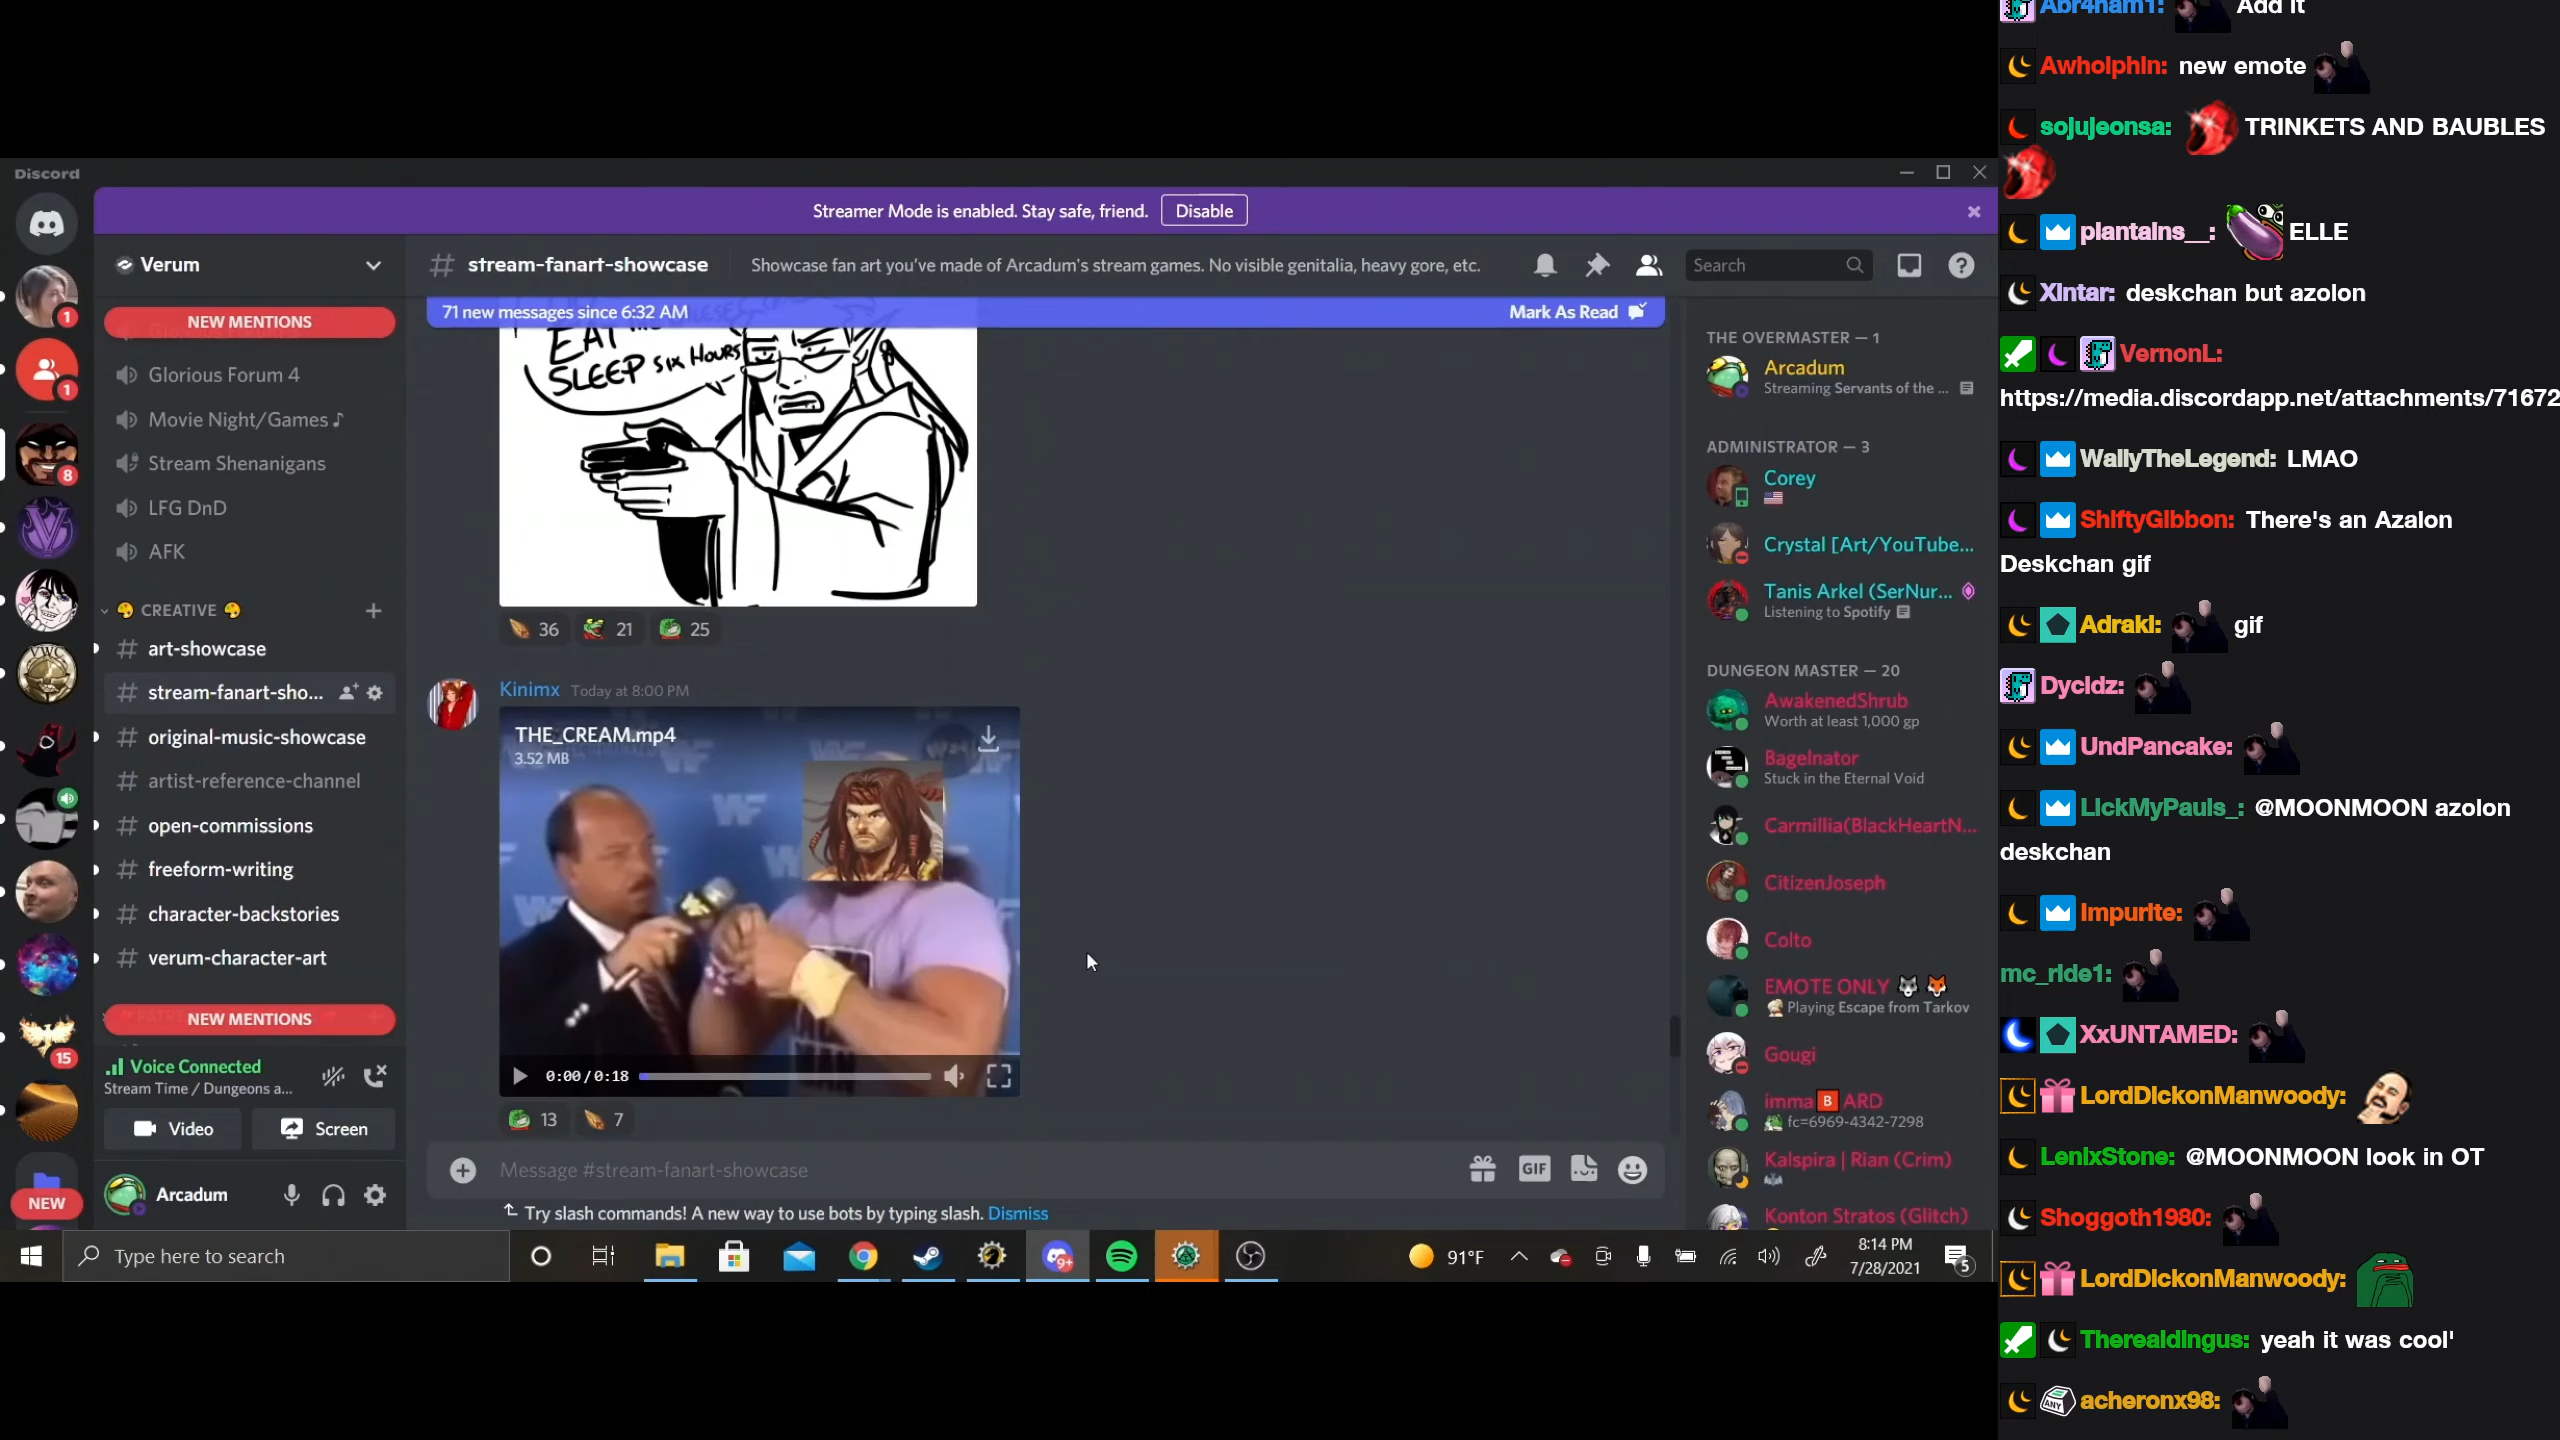 Discord
Streamer Mode is enabled. Stay safe, friend.
Disable
Verum
stream-fanart-showcase
Showcase fan art you've made of Arcadum's stream games. No visible genitalia, heavy gore, etc.
Search
NEW MENTIONS
71 new messages since 6:32 AM
Mark As Read
Glorious Forum 4
Movie Night/Games♪
Stream Shenanigans
LFG DnD
AFK
CREATIVE
art-showcase
stream-fanart-sho...
original-music-showcase
artist-reference-channel
open-commissions
freeform-writing
character-backstories
verum-character-art
NEW MENTIONS
Voice Connected
Stream Time / Dungeons a...
Video
Screen
Arcadum
1
1
8
15
NEW
EAT
SLEEP SIX HOURS
36
21
25
Kinimx
Today at 8:00 PM
THE_CREAM.mp4
3.52 MB
0:00/0:18
13
7
Message #stream-fanart-showcase
GIF
Try slash commands! A new way to use bots by typing slash. Dismiss
THE OVERMASTER — 1
Arcadum
Streaming Servants of the ...
ADMINISTRATOR — 3
Corey
Crystal [Art/YouTube...
Tanis Arkel (SerNur...
Listening to Spotify
DUNGEON MASTER — 20
AwakenedShrub
Worth at least 1,000 gp
Bagelnator
Stuck in the Eternal Void
Carmillia(BlackHeartN...
CitizenJoseph
Colto
EMOTE ONLY
Playing Escape from Tarkov
Gougi
imma B ARD
fc=6969-4342-7298
Kalspira | Rian (Crim)
Konton Stratos (Glitch)
Type here to search
9+
91°F
8:14 PM
7/28/2021
5
Abr4ham1: Add it
Awholphin: new emote
sojujeonsa: TRINKETS AND BAUBLES
plantains__: ELLE
Xintar: deskchan but azolon
VernonL:
https://media.discordapp.net/attachments/71672
WallyTheLegend: LMAO
ShiftyGibbon: There's an Azalon
Deskchan gif
Adraki: gif
Dycidz:
UndPancake:
LickMyPauls_: @MOONMOON azolon
deskchan
Impurite:
mc_ride1:
XxUNTAMED:
LordDickonManwoody:
LenixStone: @MOONMOON look in OT
Shoggoth1980:
LordDickonManwoody:
Therealdingus: yeah it was cool'
ANY
acheronx98: